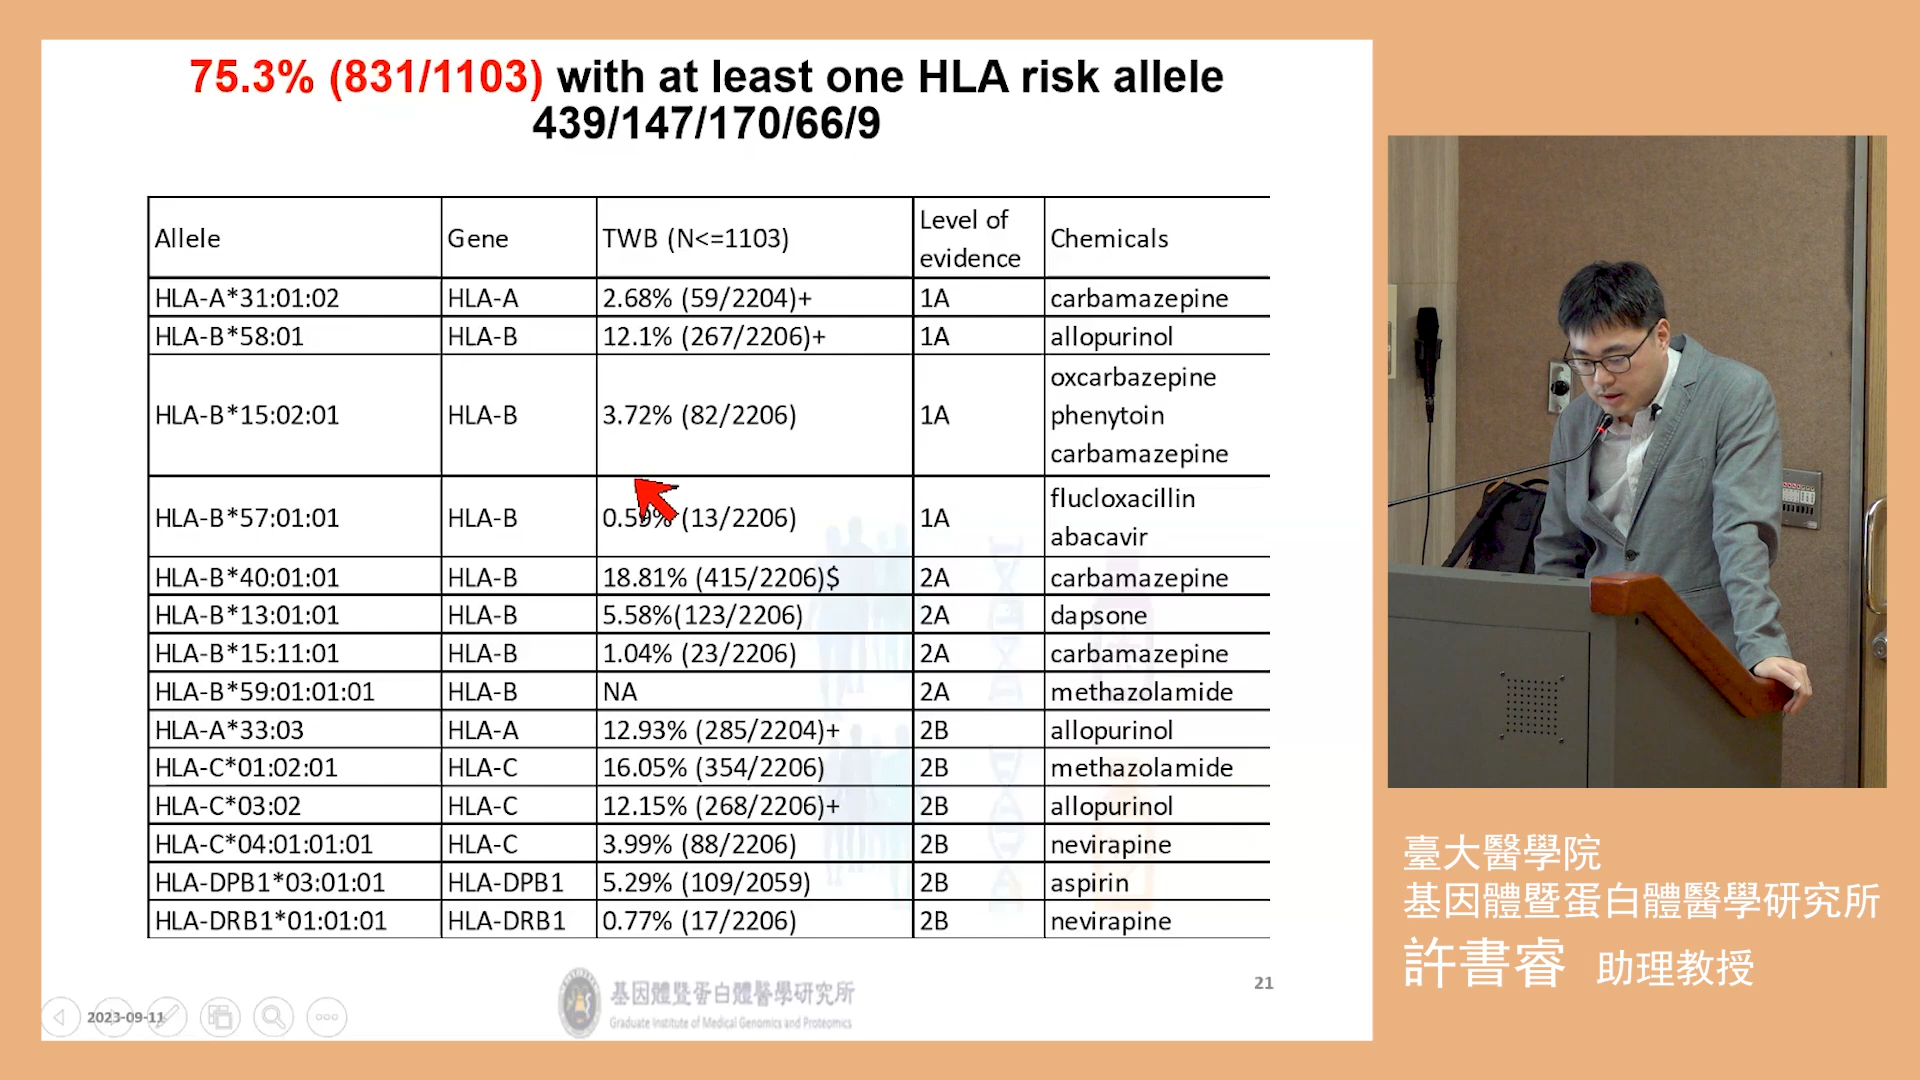 75.3% (831/1103) with at least one HLA risk allele
439/147/170/66/9
Allele Gene TWB (N<=1103) Level of evidence Chemicals
HLA-A*31:01:02 HLA-A 2.68% (59/2204)+ 1A carbamazepine
HLA-B*58:01 HLA-B 12.1% (267/2206)+ 1A allopurinol
HLA-B*15:02:01 HLA-B 3.72% (82/2206) 1A oxcarbazepine
phenytoin
carbamazepine
HLA-B*57:01:01 HLA-B 0.59% (13/2206) 1A flucloxacillin
abacavir
HLA-B*40:01:01 HLA-B 18.81% (415/2206)$ 2A carbamazepine
HLA-B*13:01:01 HLA-B 5.58%(123/2206) 2A dapsone
HLA-B*15:11:01 HLA-B 1.04% (23/2206) 2A carbamazepine
HLA-B*59:01:01:01 HLA-B NA 2A methazolamide
HLA-A*33:03 HLA-A 12.93% (285/2204)+ 2B allopurinol
HLA-C*01:02:01 HLA-C 16.05% (354/2206) 2B methazolamide
HLA-C*03:02 HLA-C 12.15% (268/2206)+ 2B allopurinol
HLA-C*04:01:01:01 HLA-C 3.99% (88/2206) 2B nevirapine
HLA-DPB1*03:01:01 HLA-DPB1 5.29% (109/2059) 2B aspirin
HLA-DRB1*01:01:01 HLA-DRB1 0.77% (17/2206) 2B nevirapine
基因體暨蛋白體醫學研究所
Graduate Institute of Medical Genomics and Proteomics
21
2023-09-11
臺大醫學院
基因體暨蛋白體醫學研究所
許書睿 助理教授